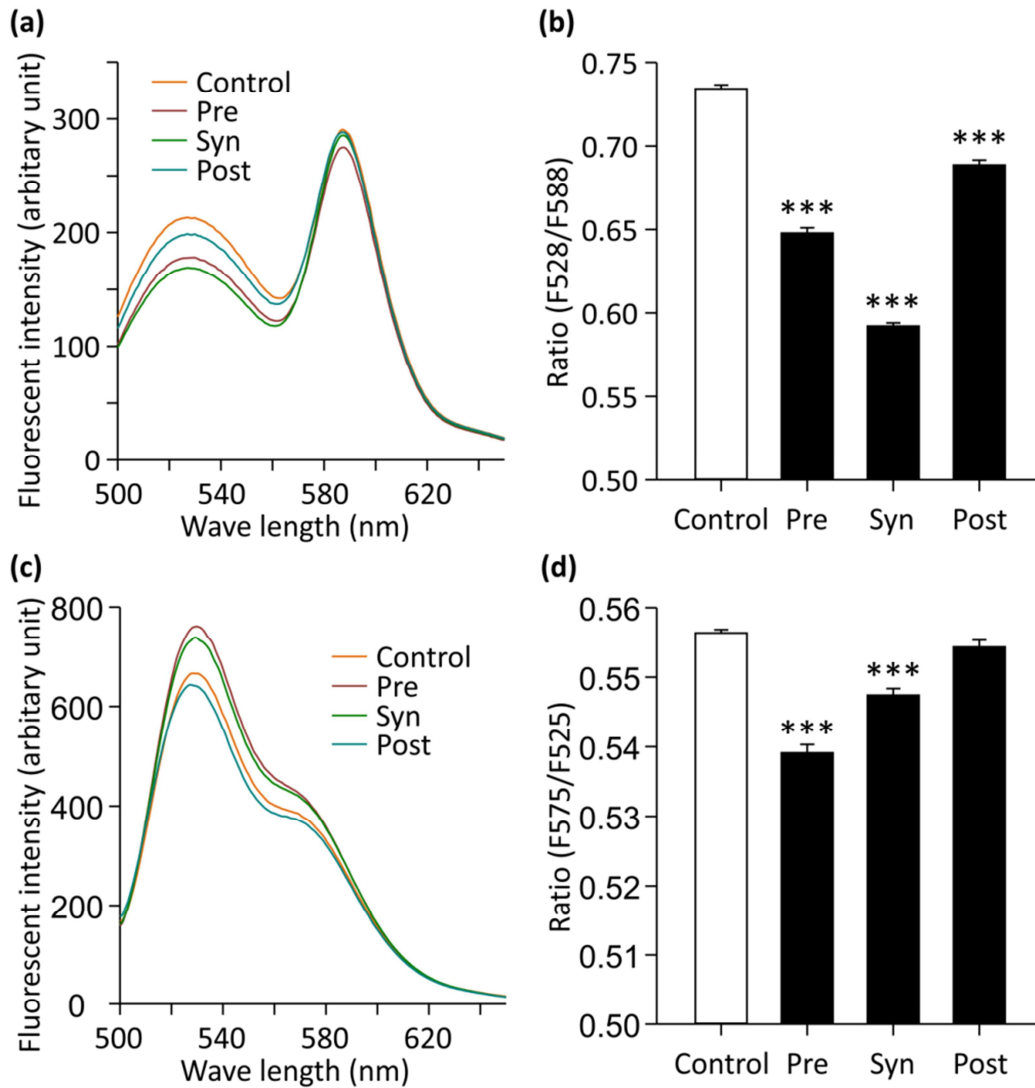 (a)
Fluorescent intensity (arbitary unit)
300
200
100
0
Control
Pre
Syn
Post
500 540 580 620
Wave length (nm)
(b)
Ratio (F528/F588)
0.75
0.70
0.65
0.60
0.55
0.50
***
***
***
Control Pre Syn Post
(c)
Fluorescent intensity (arbitary unit)
800
600
400
200
0
Control
Pre
Syn
Post
500 540 580 620
Wave length (nm)
(d)
Ratio (F575/F525)
0.56
0.55
0.54
0.53
0.52
0.51
0.50
***
***
Control Pre Syn Post